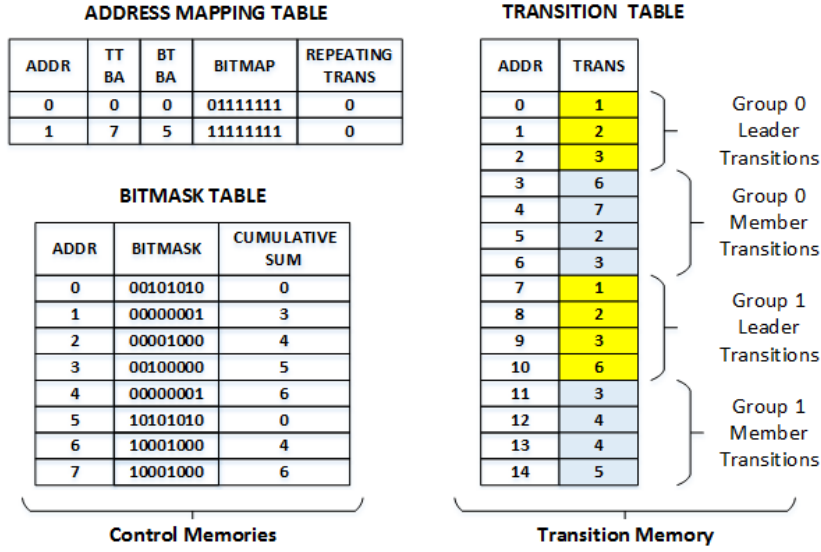 ADDRESS MAPPING TABLE
ADDR TT BA BT BA BITMAP REPEATING TRANS
0 0 0 01111111 0
1 7 5 11111111 0
BITMASK TABLE
ADDR BITMASK CUMULATIVE SUM
0 00101010 0
1 00000001 3
2 00001000 4
3 00100000 5
4 00000001 6
5 10101010 0
6 10001000 4
7 10001000 6
Control Memories
TRANSITION TABLE
ADDR TRANS
0 1
1 2
2 3
3 6
4 7
5 2
6 3
7 1
8 2
9 3
10 6
11 3
12 4
13 4
14 5
Group 0
Leader
Transitions
Group 0
Member
Transitions
Group 1
Leader
Transitions
Group 1
Member
Transitions
Transition Memory